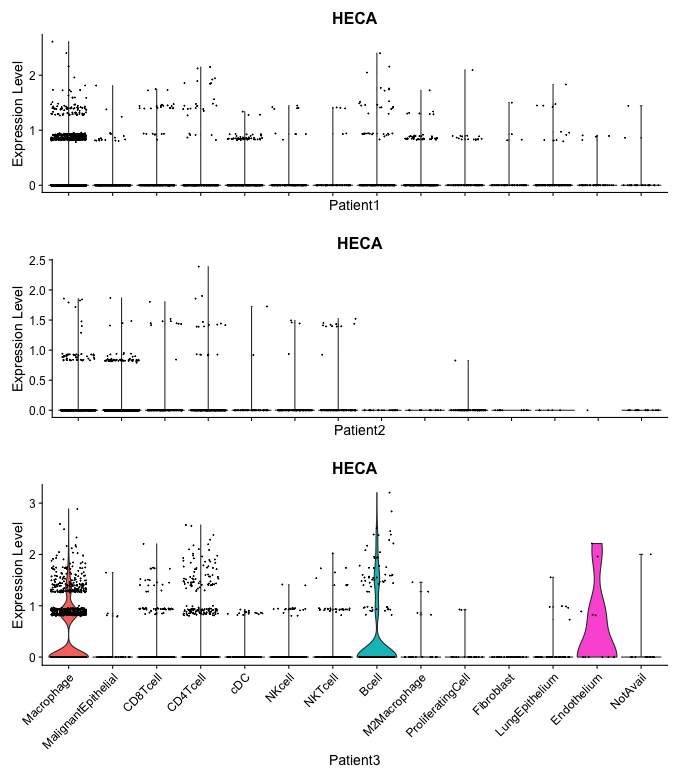 HECA
Expression Level
2
1
0
Patient1
HECA
Expression Level
2.5
2.0
1.5
1.0
0.5
0.0
Patient2
HECA
Expression Level
3
2
1
0
Macrophage
MalignantEpithelial
CD8Tcell
CD4Tcell
cDC
NKcell
NKTcell
Bcell
M2Macrophage
ProliferatingCell
Fibroblast
LungEpithelium
Endothelium
NotAvail
Patient3